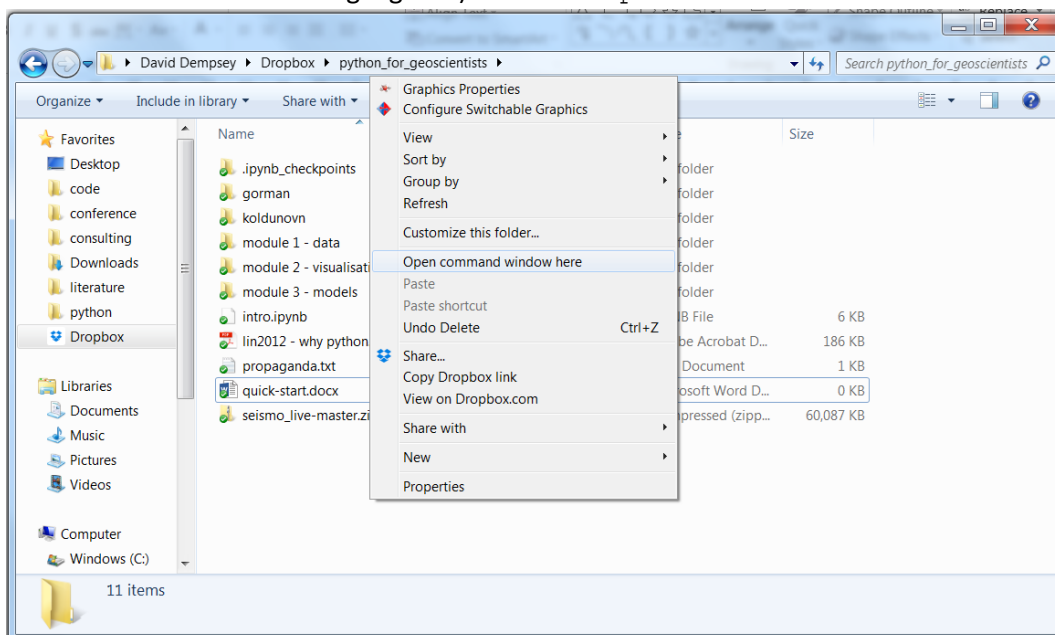 David Dempsey ▸ Dropbox ▸ python_for_geoscientists ▸
Search python_for_geoscientists
Organize
Include in library
Share with
Favorites
Desktop
code
conference
consulting
Downloads
literature
python
Dropbox
Libraries
Documents
Music
Pictures
Videos
Computer
Windows (C:)
Name
Size
.ipynb_checkpoints folder
gorman folder
koldunovn folder
module 1 - data folder
module 2 - visualisati folder
module 3 - models folder
intro.ipynb B File 6 KB
lin2012 - why python be Acrobat D... 186 KB
propaganda.txt Document 1 KB
quick-start.docx osoft Word D... 0 KB
seismo_live-master.zi pressed (zipp... 60,087 KB
Graphics Properties
Configure Switchable Graphics
View
Sort by
Group by
Refresh
Customize this folder...
Open command window here
Paste
Paste shortcut
Undo Delete Ctrl+Z
Share...
Copy Dropbox link
View on Dropbox.com
Share with
New
Properties
11 items